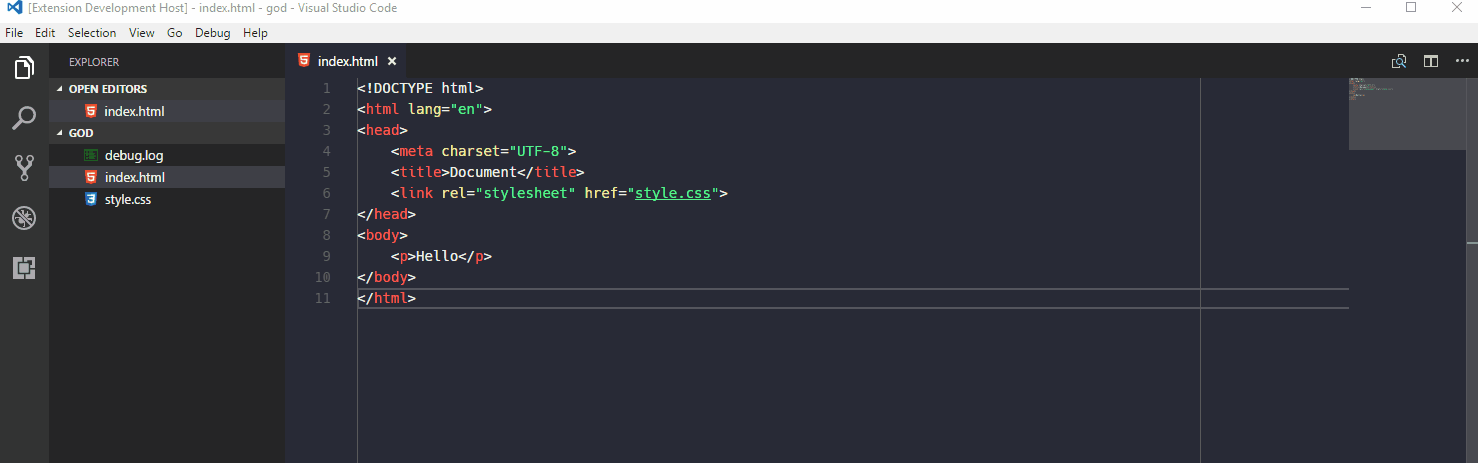 [Extension Development Host] - index.html - god - Visual Studio Code
File Edit Selection View Go Debug Help
EXPLORER
OPEN EDITORS
index.html
GOD
debug.log
index.html
style.css
index.html
1 <!DOCTYPE html>
2 <html lang="en">
3 <head>
4     <meta charset="UTF-8">
5     <title>Document</title>
6     <link rel="stylesheet" href="style.css">
7 </head>
8 <body>
9     <p>Hello</p>
10 </body>
11 </html>